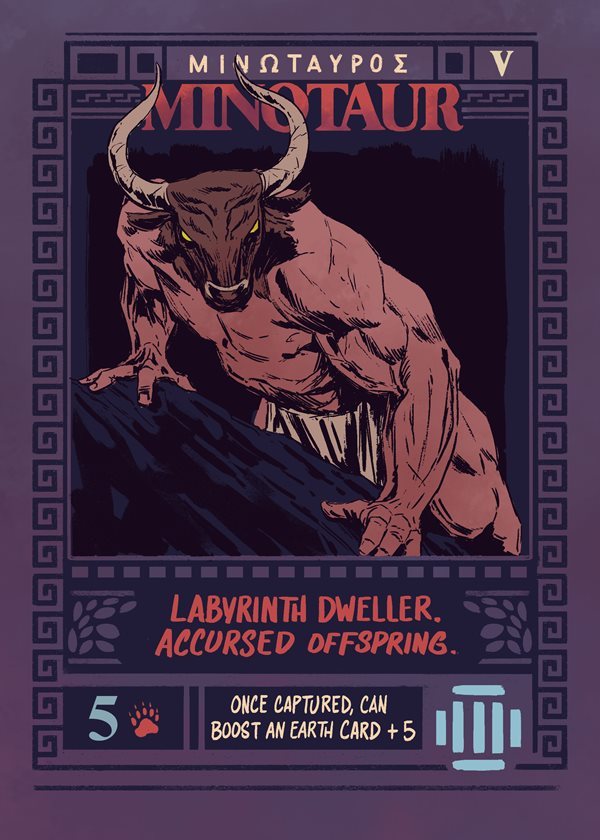 ΜΙΝΩΤΑΥΡΟΣ
V
MINOTAUR
LABYRINTH DWELLER.
ACCURSED OFFSPRING.
5
ONCE CAPTURED, CAN
BOOST AN EARTH CARD + 5